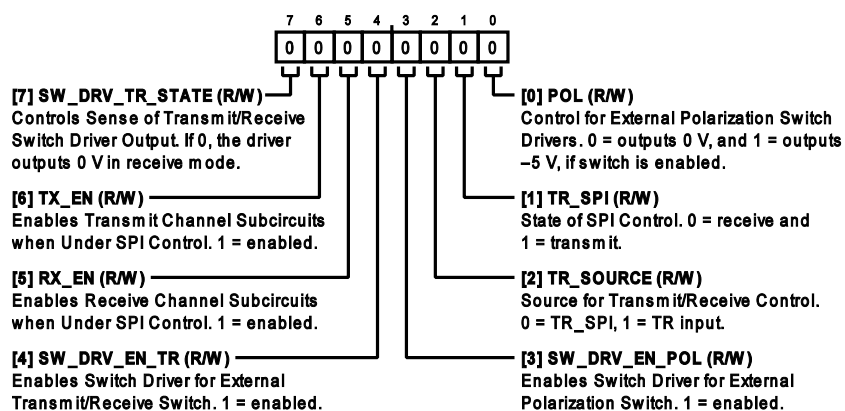 7 6 5 4 3 2 1 0
0 0 0 0 0 0 0 0
[7] SW_DRV_TR_STATE (R/W)
Controls Sense of Transmit/Receive
Switch Driver Output. If 0, the driver
outputs 0 V in receive mode.
[6] TX_EN (R/W)
Enables Transmit Channel Subcircuits
when Under SPI Control. 1 = enabled.
[5] RX_EN (R/W)
Enables Receive Channel Subcircuits
when Under SPI Control. 1 = enabled.
[4] SW_DRV_EN_TR (R/W)
Enables Switch Driver for External
Transmit/Receive Switch. 1 = enabled.
[0] POL (R/W)
Control for External Polarization Switch
Drivers. 0 = outputs 0 V, and 1 = outputs
–5 V, if switch is enabled.
[1] TR_SPI (R/W)
State of SPI Control. 0 = receive and
1 = transmit.
[2] TR_SOURCE (R/W)
Source for Transmit/Receive Control.
0 = TR_SPI, 1 = TR input.
[3] SW_DRV_EN_POL (R/W)
Enables Switch Driver for External
Polarization Switch. 1 = enabled.